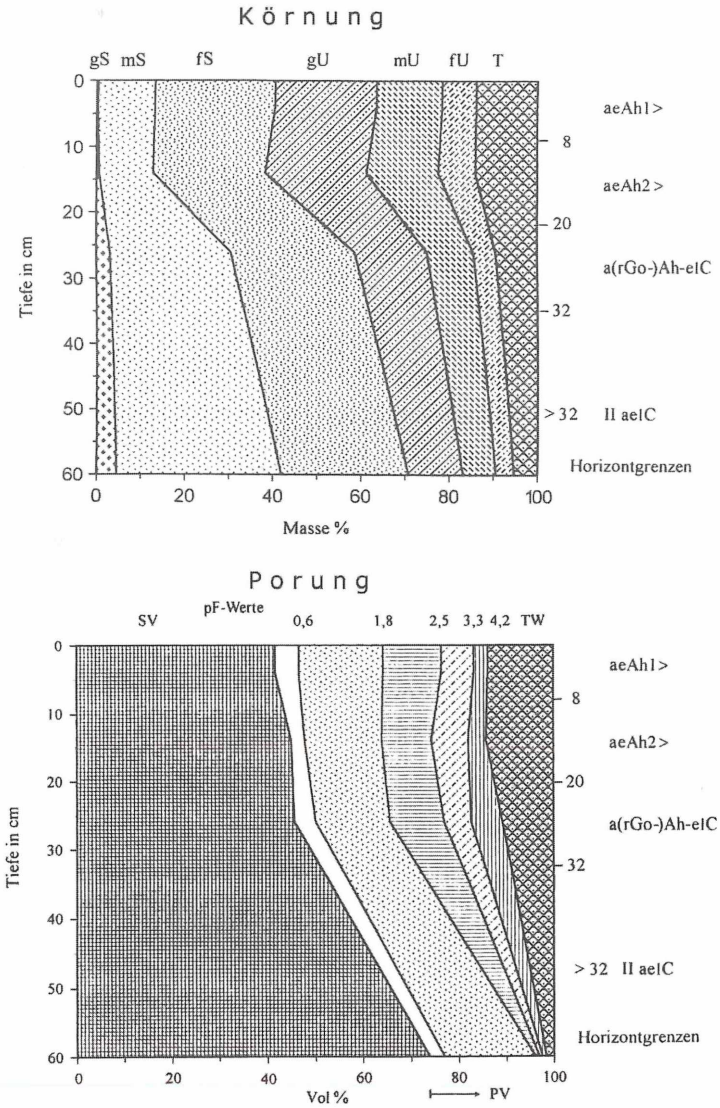 Körnung
gS mS fS gU mU fU T
0
10
20
30
40
50
60
Tiefe in cm
aeAh1>
8
aeAh2>
20
a(rGo-)Ah-elC
32
>32 II aelC
Horizontgrenzen
0 20 40 60 80 100
Masse %
Porung
pF-Werte
SV 0,6 1,8 2,5 3,3 4,2 TW
0
10
20
30
40
50
60
Tiefe in cm
aeAh1>
8
aeAh2>
20
a(rGo-)Ah-elC
32
>32 II aelC
Horizontgrenzen
0 20 40 60 80 100
Vol % PV